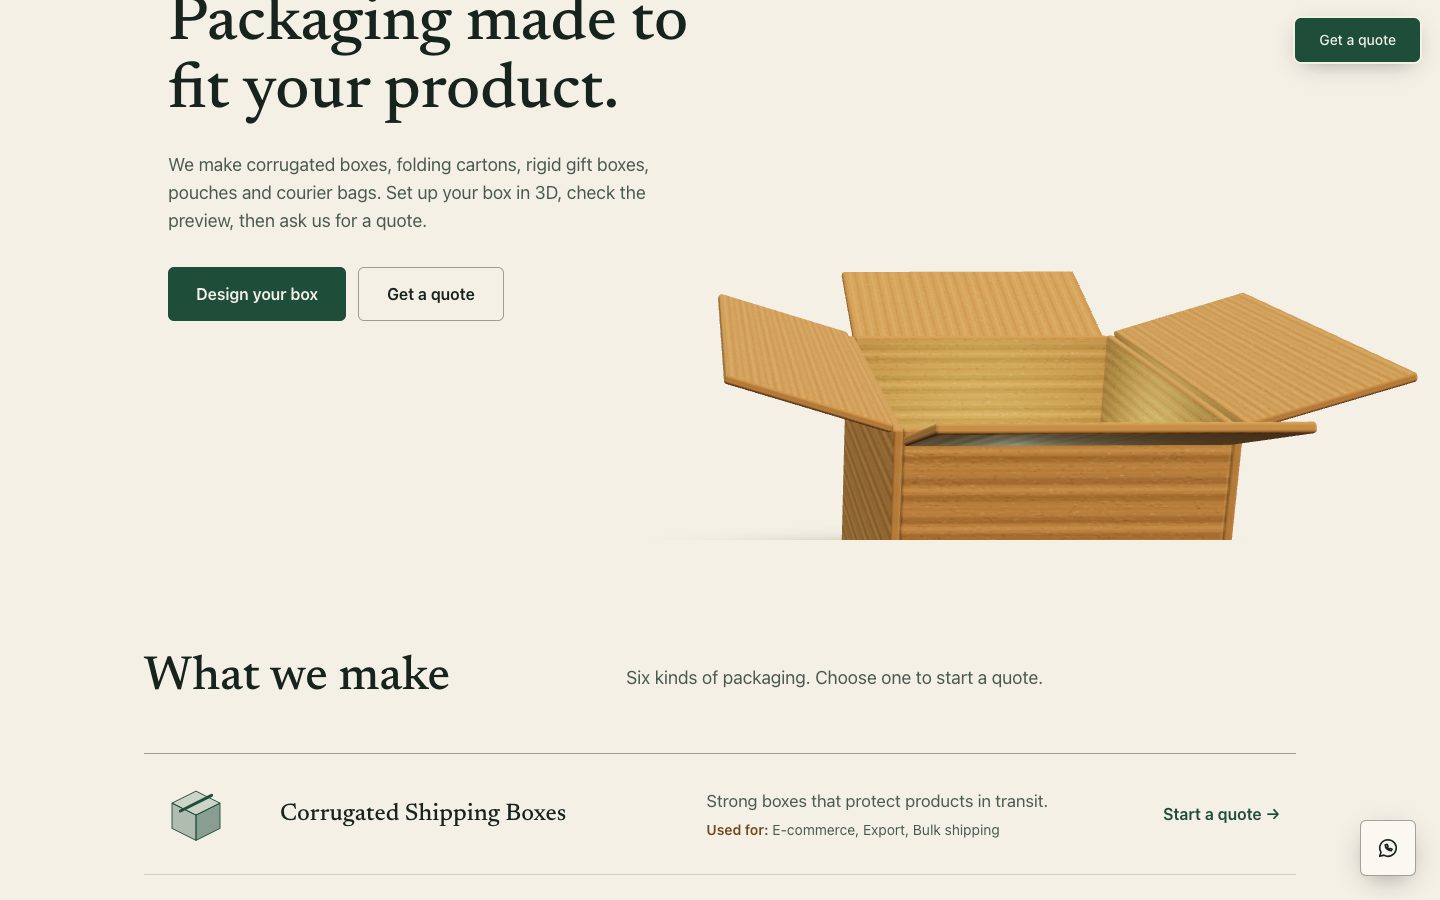 Packaging made to
fit your product.
Get a quote
We make corrugated boxes, folding cartons, rigid gift boxes,
pouches and courier bags. Set up your box in 3D, check the
preview, then ask us for a quote.
Design your box
Get a quote
What we make
Six kinds of packaging. Choose one to start a quote.
Corrugated Shipping Boxes
Strong boxes that protect products in transit.
Used for: E-commerce, Export, Bulk shipping
Start a quote →